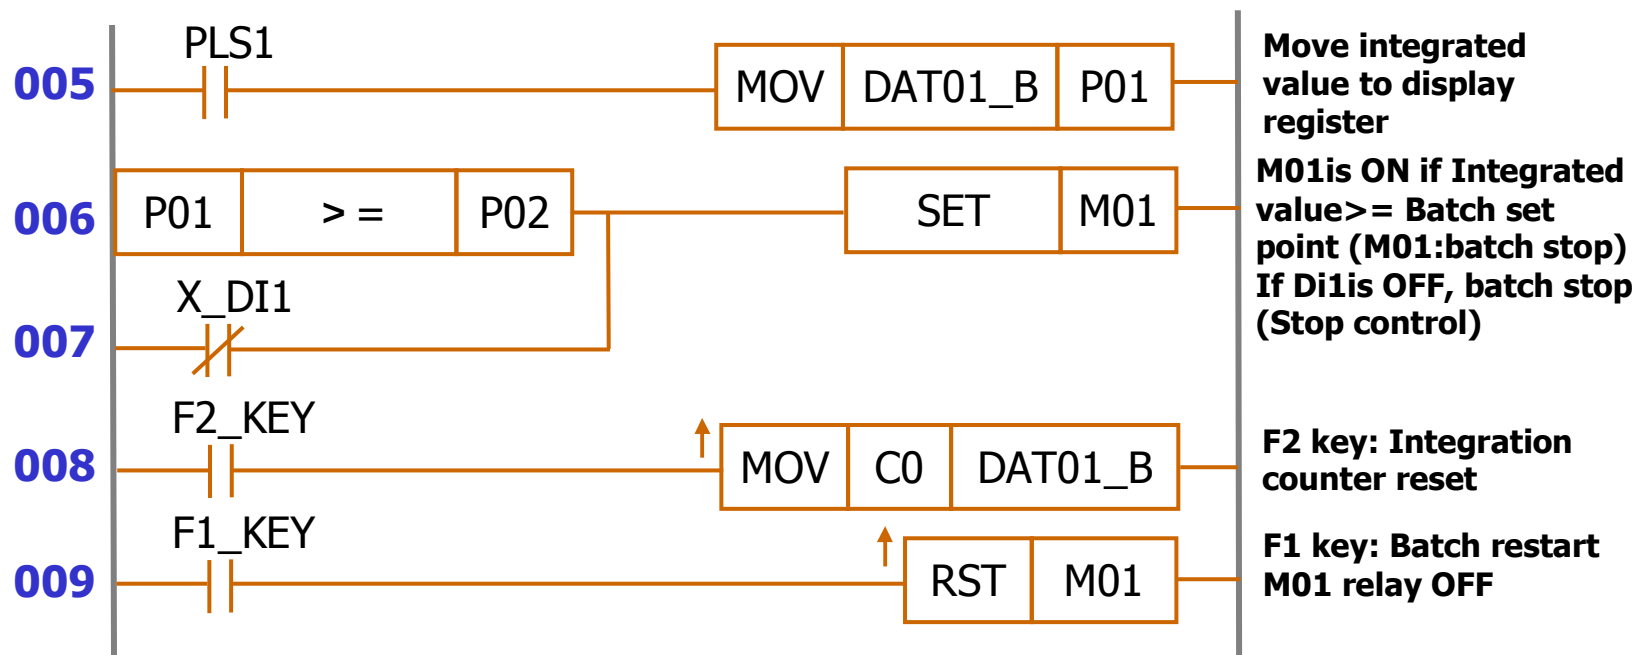 PLS1
005
MOV DAT01_B P01
Move integrated
value to display
register
006
P01 >= P02
SET M01
M01is ON if Integrated
value>= Batch set
point (M01:batch stop)
If Di1is OFF, batch stop
(Stop control)
X_DI1
007
F2_KEY
008
MOV C0 DAT01_B
F2 key: Integration
counter reset
F1_KEY
009
RST M01
F1 key: Batch restart
M01 relay OFF